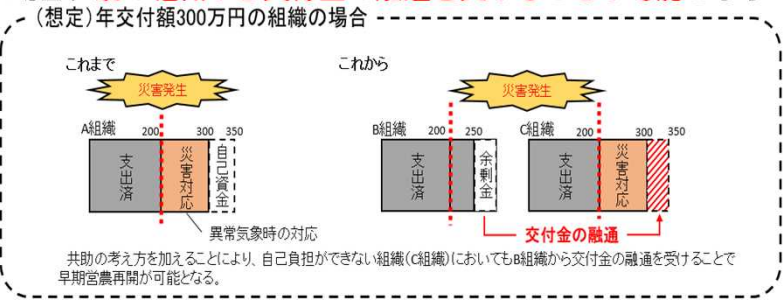 （想定）年交付額300万円の組織の場合
これまで
災害発生
A組織 200 300 350
支出済
災害対応
自己資金
異常気象時の対応
これから
災害発生
B組織 200 250
支出済
余剰金
C組織 200 300 350
支出済
災害対応
交付金の融通
共助の考え方を加えることにより、自己負担ができない組織(C組織)においてもB組織から交付金の融通を受けることで
早期営農再開が可能となる。